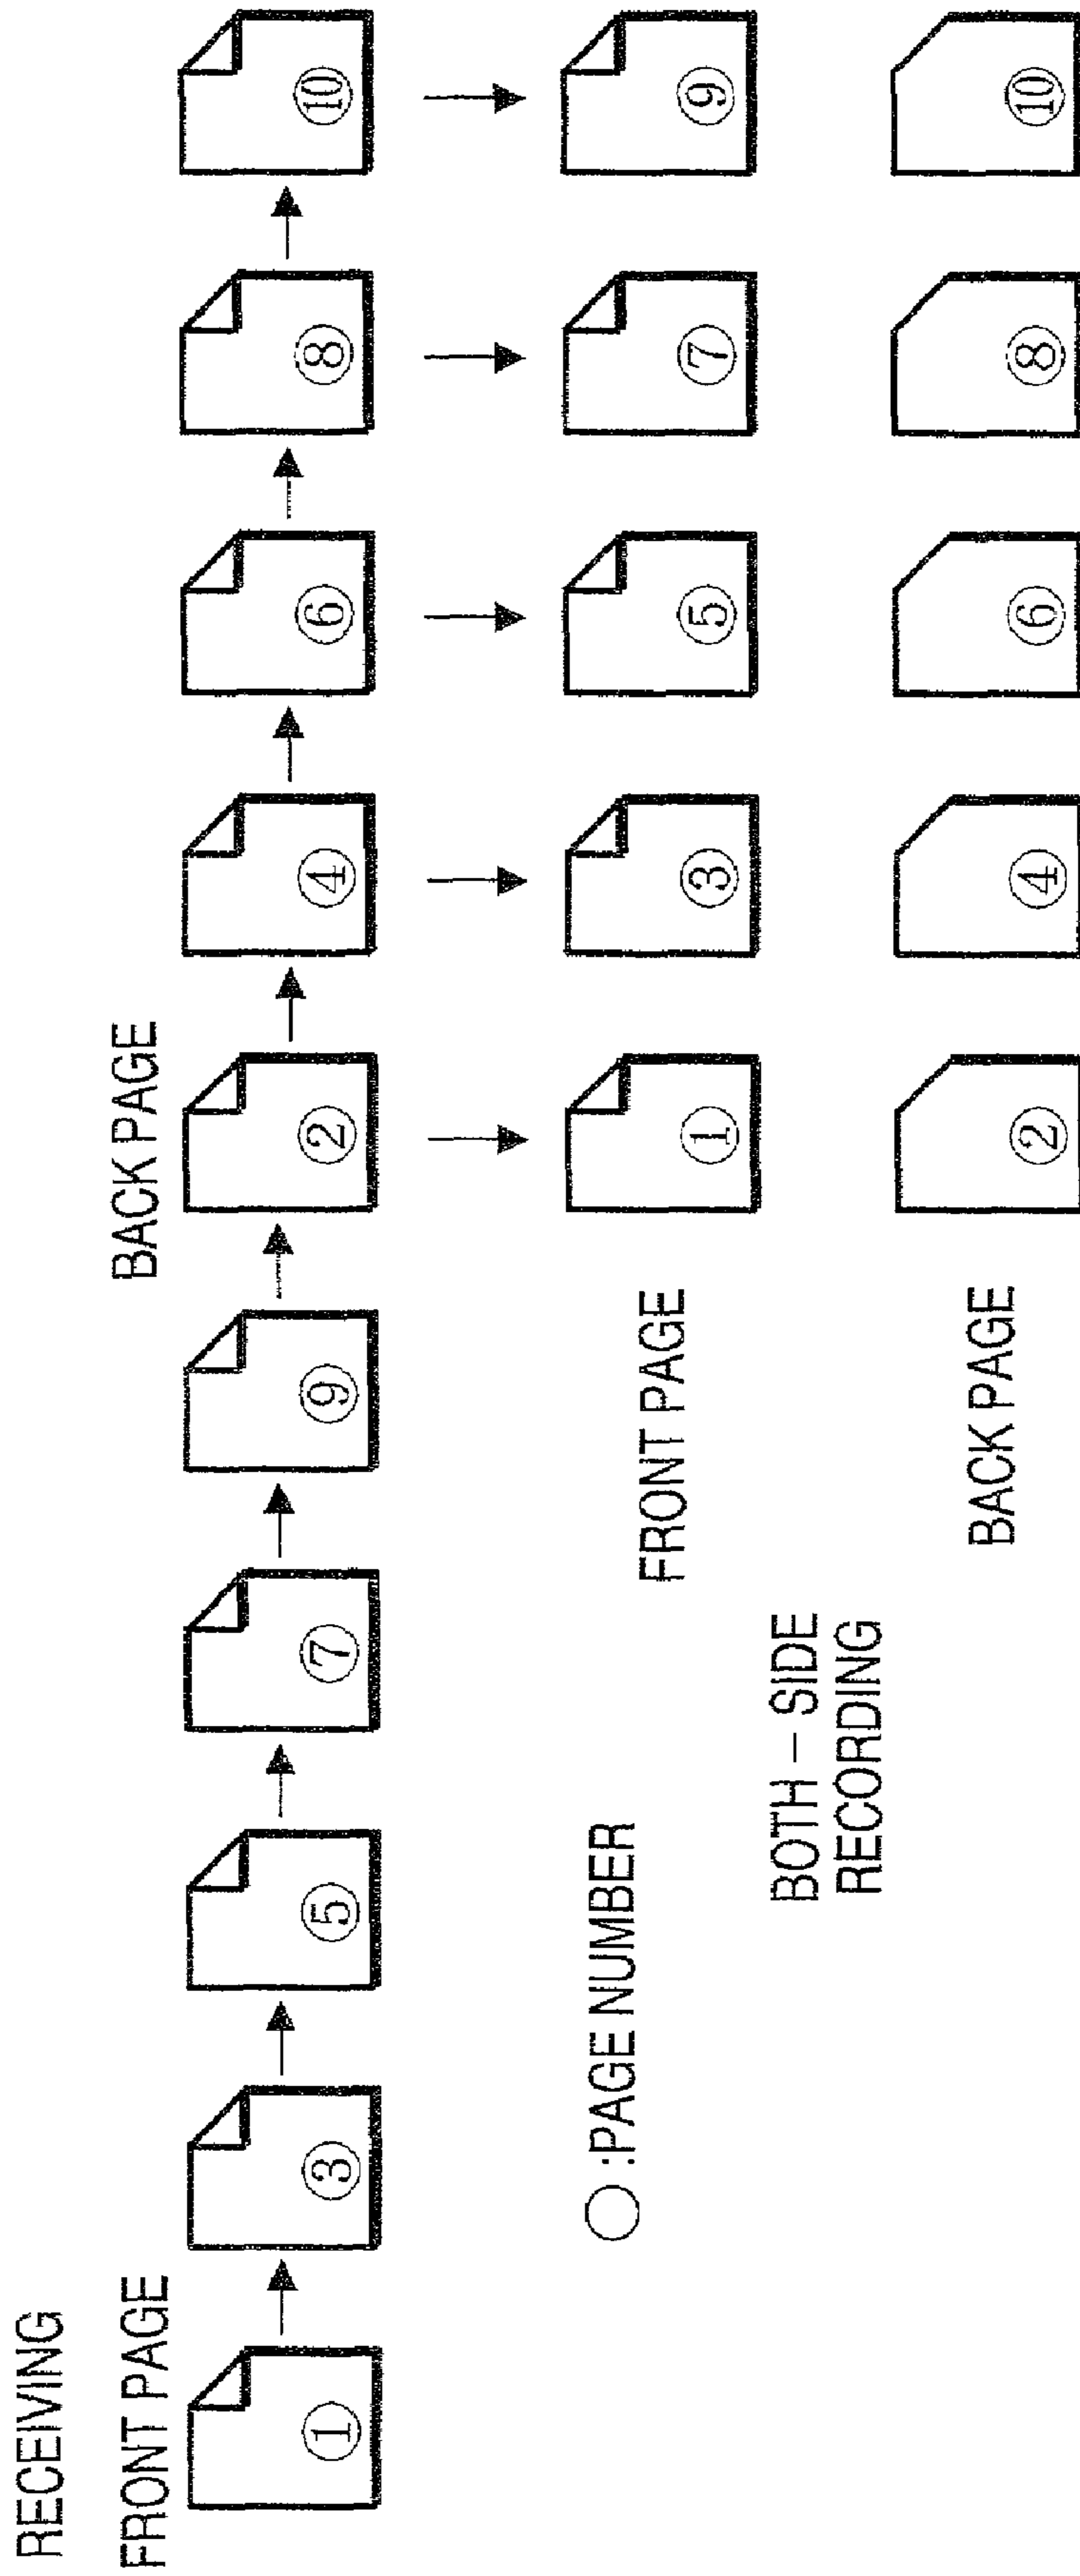 RECEIVING
FRONT PAGE
BACK PAGE
① ③ ⑤ ⑦ ⑨ ② ④ ⑥ ⑧ ⑩
○ :PAGE NUMBER
FRONT PAGE
① ③ ⑤ ⑦ ⑨
BOTH – SIDE
RECORDING
BACK PAGE
② ④ ⑥ ⑧ ⑩